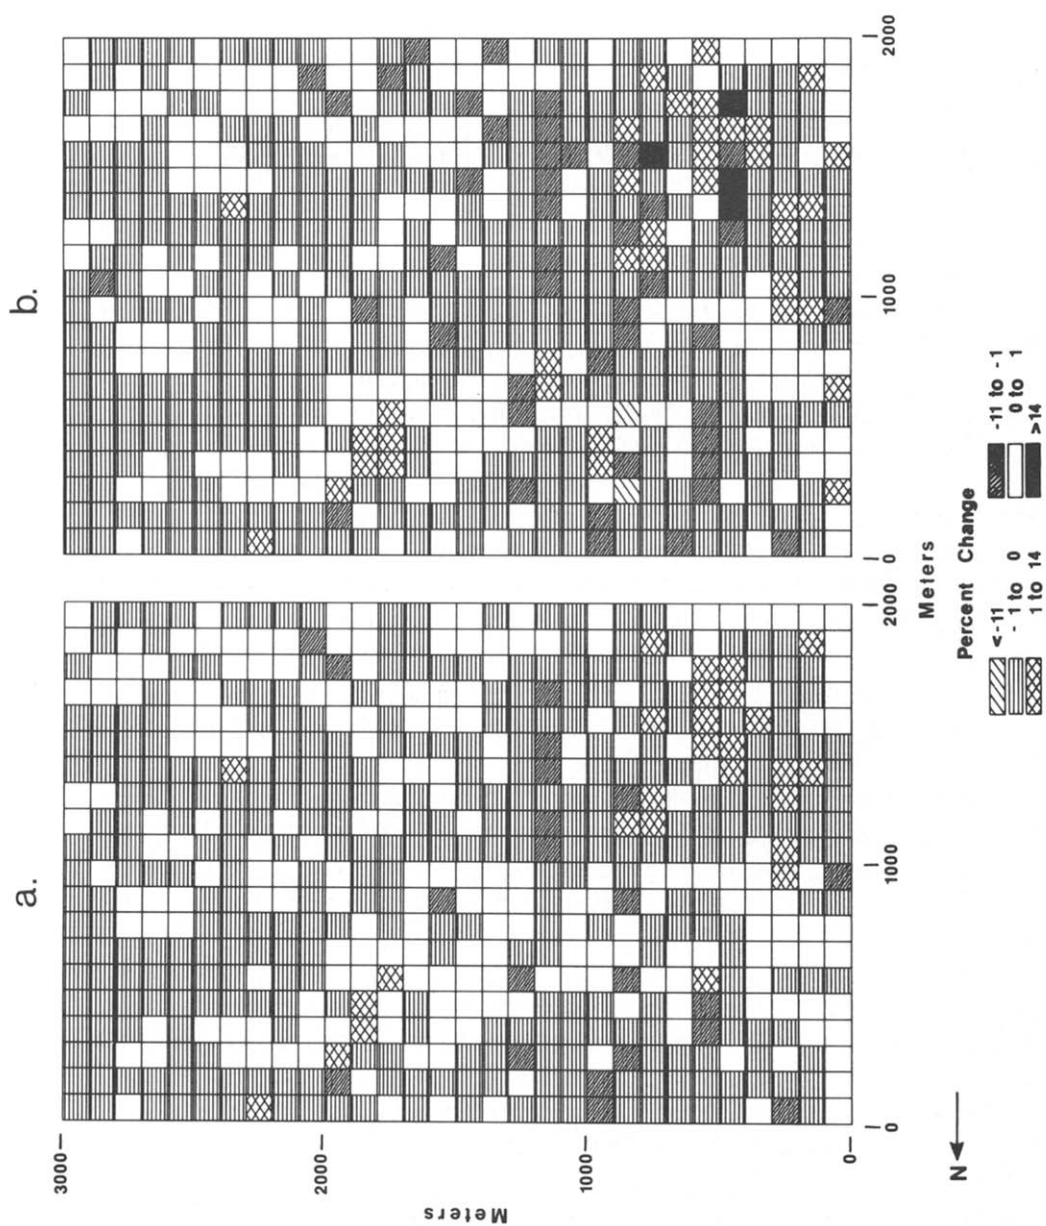 b.
2000
1000
0
a.
2000
1000
0
Meters
3000
2000
1000
0
Meters
N
Percent Change
<-11
- 1 to 0
1 to 14
-11 to -1
0 to 1
>14